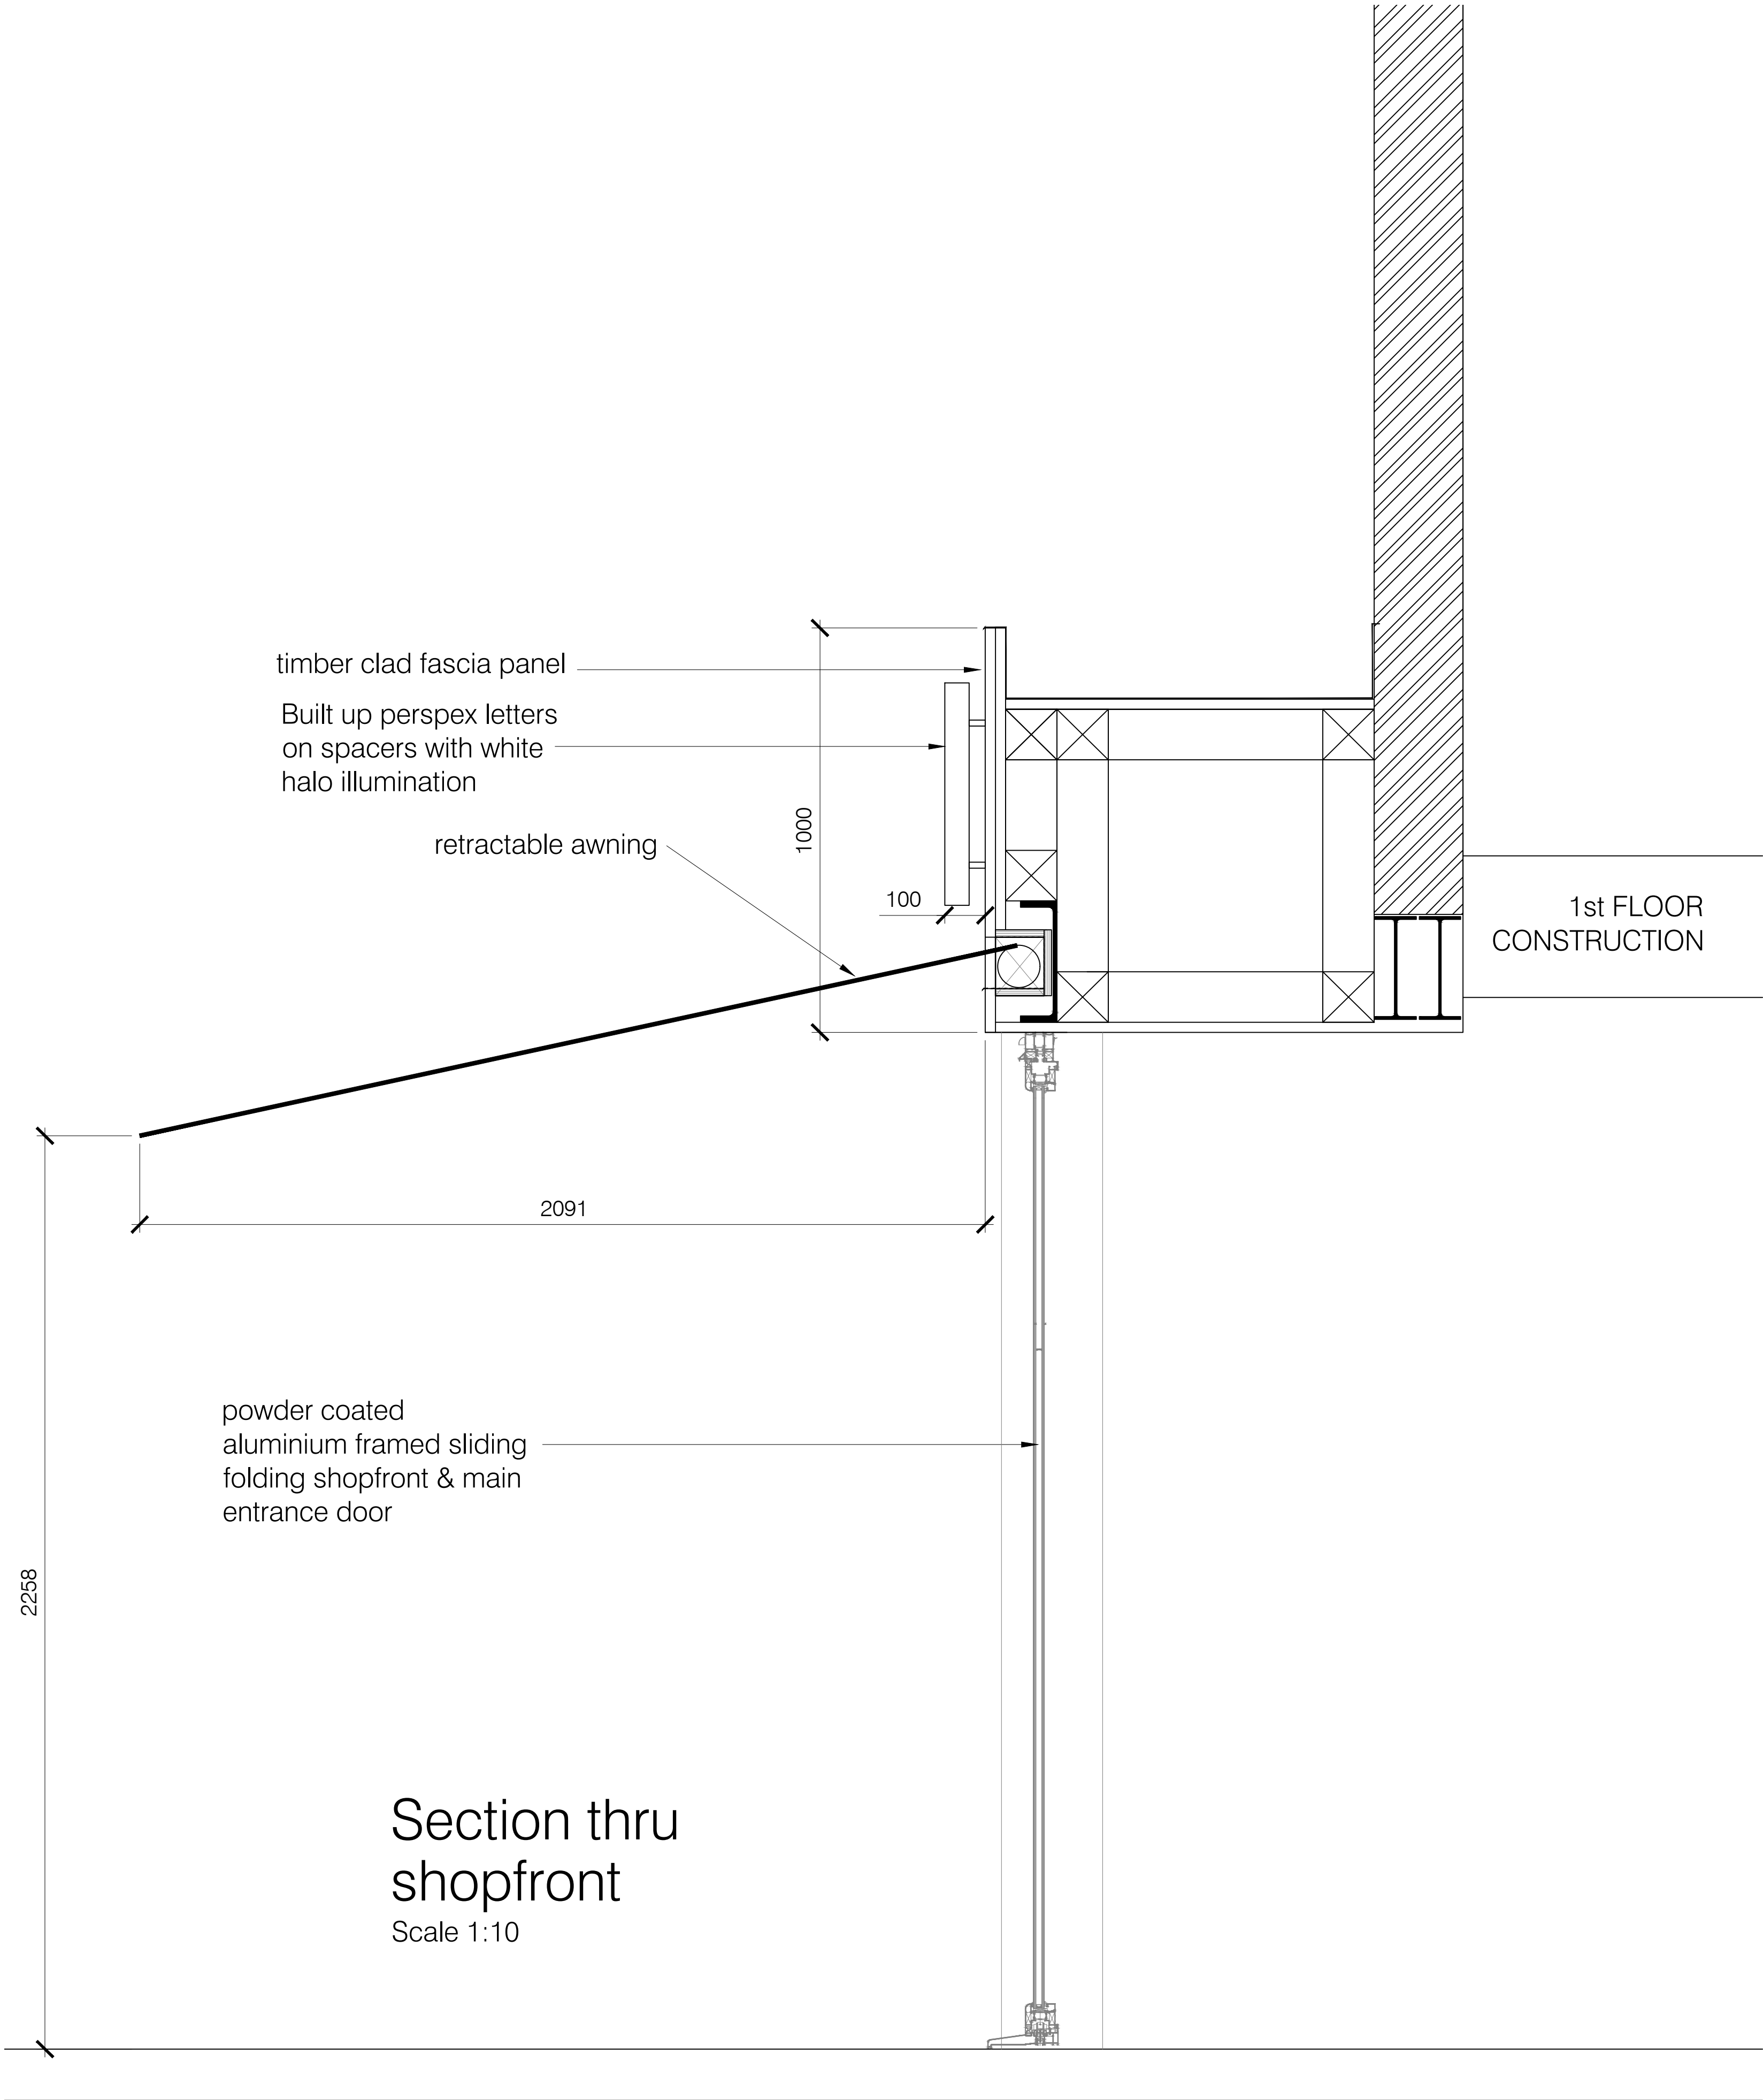 timber clad fascia panel
Built up perspex letters
on spacers with white
halo illumination
retractable awning
1000
100
1st FLOOR
CONSTRUCTION
2091
powder coated
aluminium framed sliding
folding shopfront & main
entrance door
2258
Section thru
shopfront
Scale 1:10